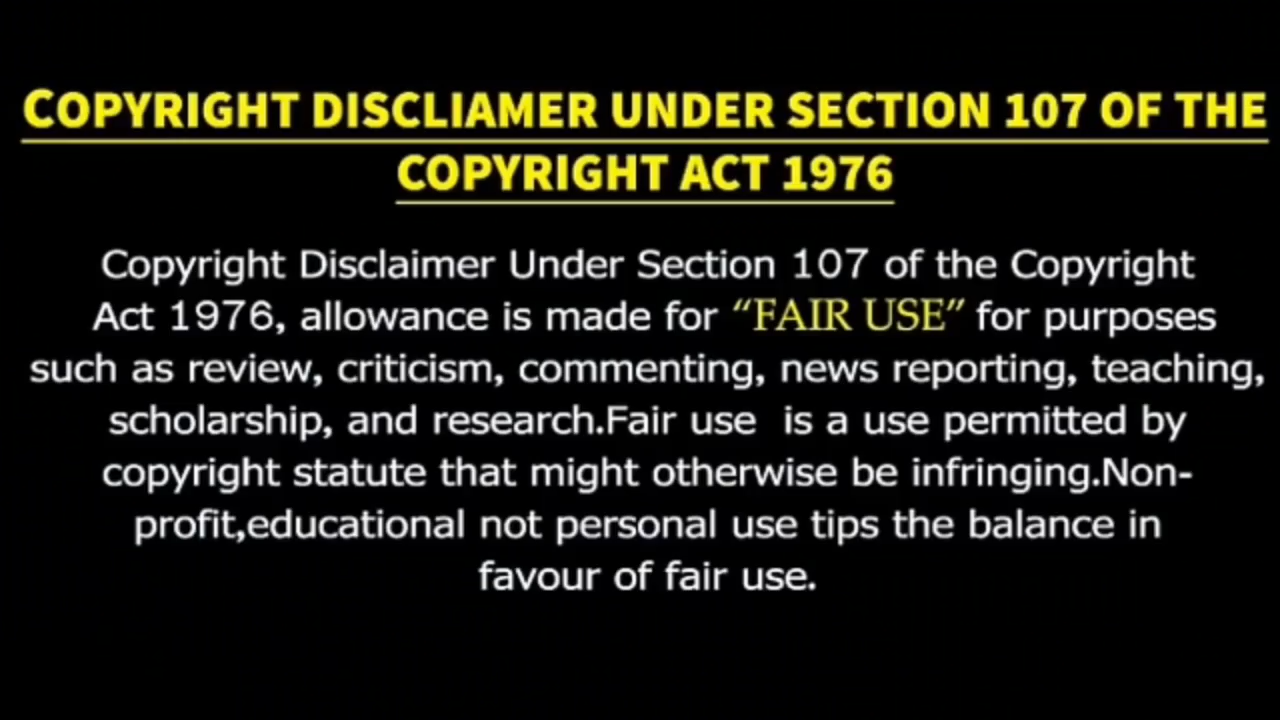 COPYRIGHT DISCLIAMER UNDER SECTION 107 OF THE
COPYRIGHT ACT 1976
Copyright Disclaimer Under Section 107 of the Copyright
Act 1976, allowance is made for “FAIR USE” for purposes
such as review, criticism, commenting, news reporting, teaching,
scholarship, and research.Fair use  is a use permitted by
copyright statute that might otherwise be infringing.Non-
profit,educational not personal use tips the balance in
favour of fair use.